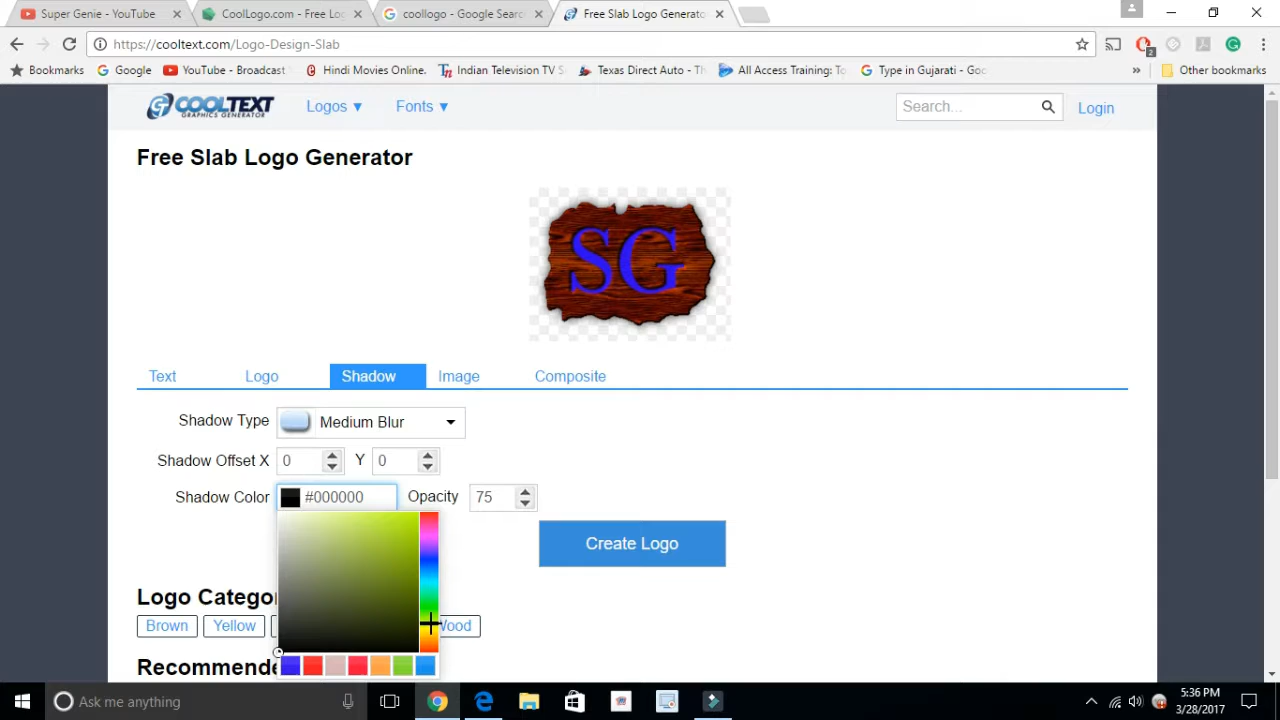 Super Genie - YouTube
CoolLogo.com - Free Lo
coollogo - Google Searc
Free Slab Logo Generato
https://cooltext.com/Logo-Design-Slab
2
Bookmarks
Google
YouTube - Broadcast
Hindi Movies Online.
Indian Television TV S
Texas Direct Auto - Th
All Access Training: To
Type in Gujarati - Goo
»
Other bookmarks
COOLTEXT
GRAPHICS GENERATOR
Logos ▼
Fonts ▼
Search...
Login
Free Slab Logo Generator
SG
Text
Logo
Shadow
Image
Composite
Shadow Type
Medium Blur
Shadow Offset X
0
Y
0
Shadow Color
#000000
Opacity
75
Create Logo
Logo Catego
Brown
Yellow
Wood
Recommende
Ask me anything
5:36 PM
3/28/2017